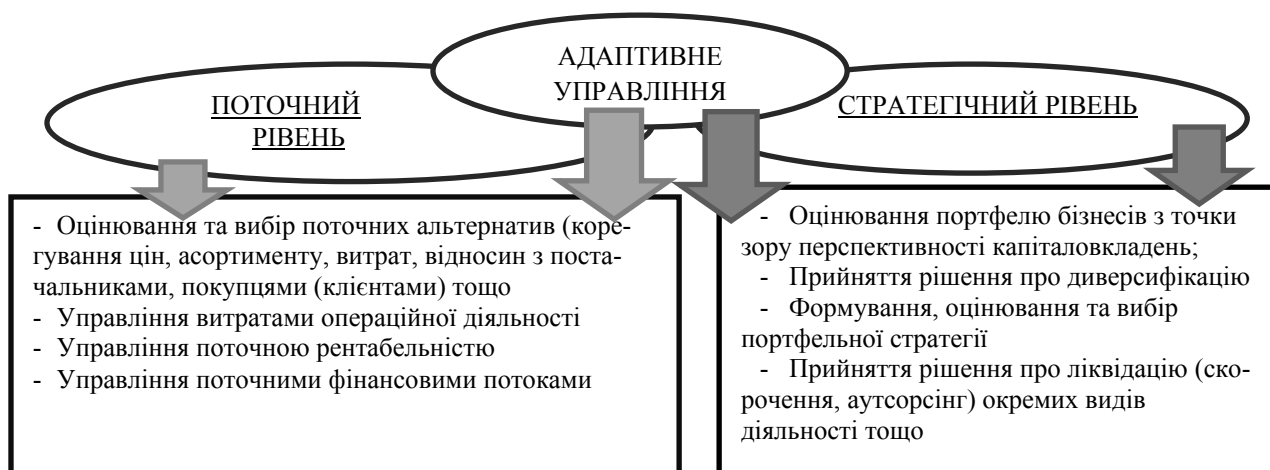 АДАПТИВНЕ
УПРАВЛІННЯ
ПОТОЧНИЙ
РІВЕНЬ
СТРАТЕГІЧНИЙ РІВЕНЬ
- Оцінювання та вибір поточних альтернатив (коре-
гування цін, асортименту, витрат, відносин з поста-
чальниками, покупцями (клієнтами) тощо
- Управління витратами операційної діяльності
- Управління поточною рентабельністю
- Управління поточними фінансовими потоками
- Оцінювання портфелю бізнесів з точки
зору перспективності капіталовкладень;
- Прийняття рішення про диверсифікацію
- Формування, оцінювання та вибір
портфельної стратегії
- Прийняття рішення про ліквідацію (ско-
рочення, аутсорсінг) окремих видів
діяльності тощо